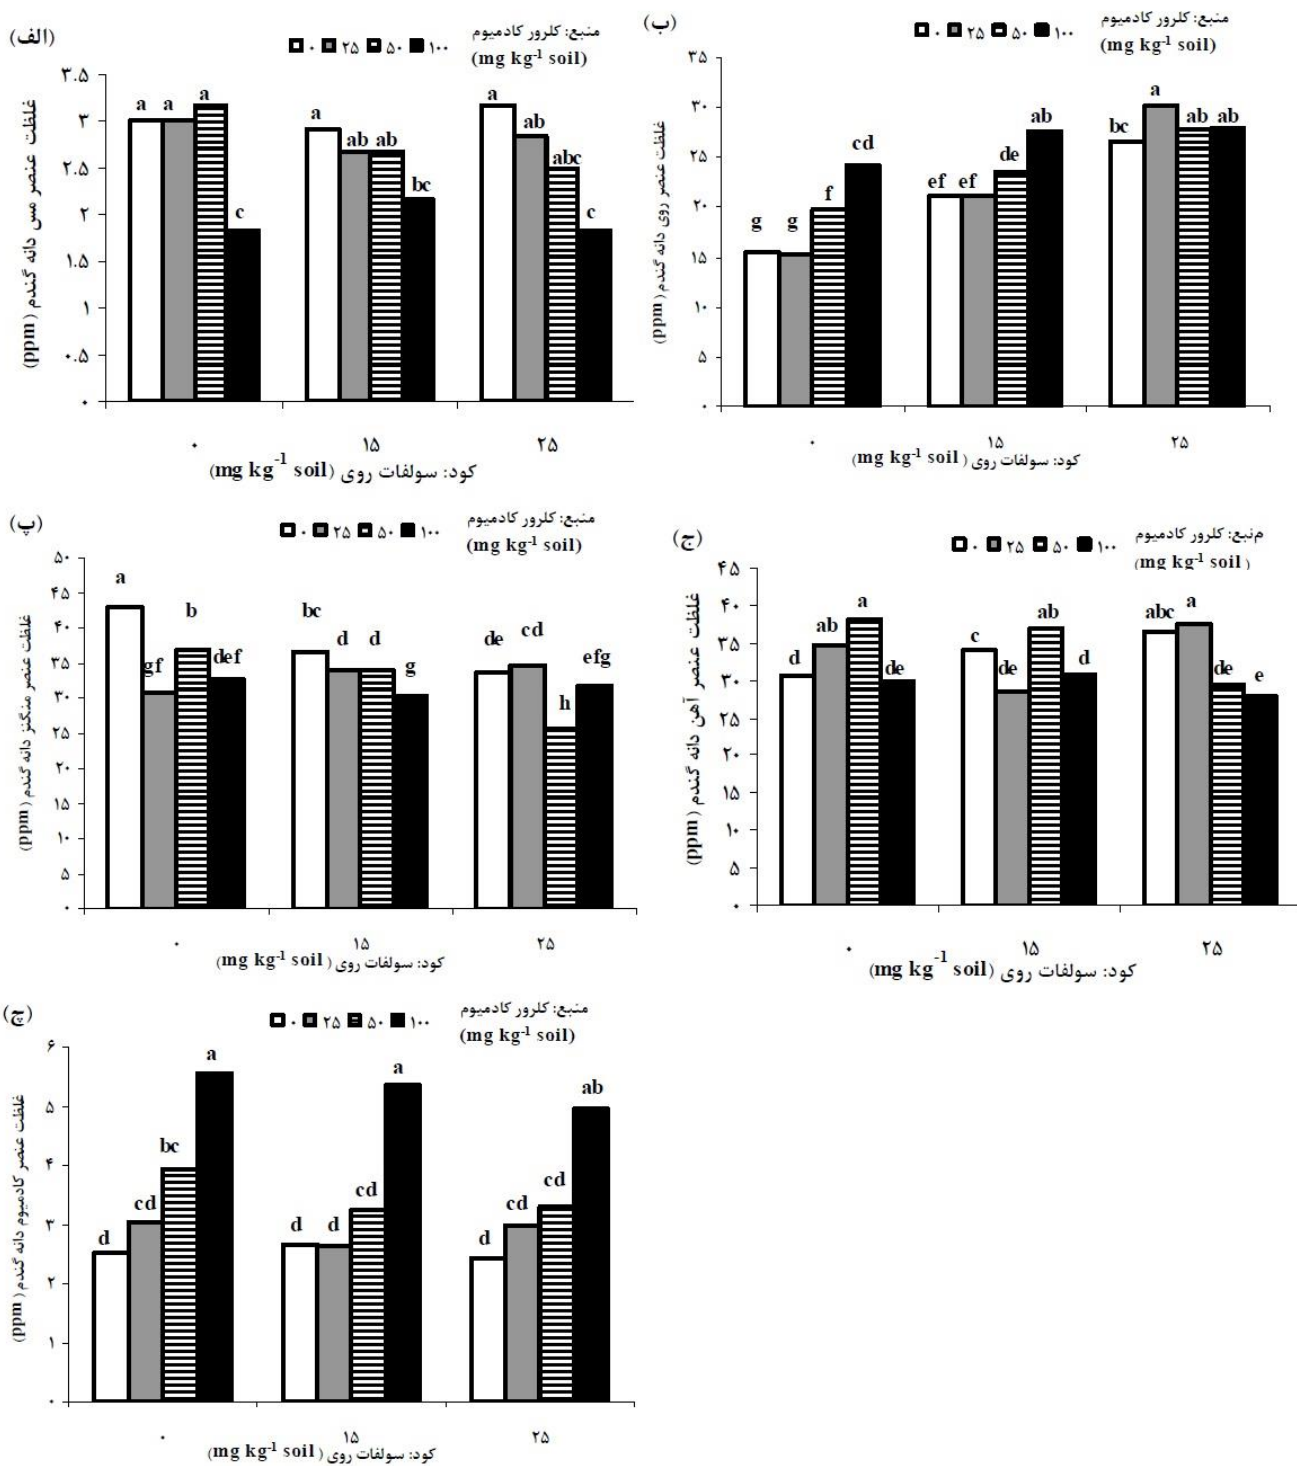 (الف)
منبع: کلرور کادمیوم
(mg kg-1 soil)
۰ ۲۵ ۵۰ ۱۰۰
غلظت عنصر مس دانه گندم (ppm)
۳.۵
۳
۲.۵
۲
۱.۵
۱
۰.۵
۰
a a a c
a ab ab bc
a ab abc c
۰ ۱۵ ۲۵
کود: سولفات روی (mg kg-1 soil)
(ب)
منبع: کلرور کادمیوم
(mg kg-1 soil)
۰ ۲۵ ۵۰ ۱۰۰
غلظت عنصر روی دانه گندم (ppm)
۳۵
۳۰
۲۵
۲۰
۱۵
۱۰
۵
۰
g g f cd
ef ef de ab
bc a ab ab
۰ ۱۵ ۲۵
کود: سولفات روی (mg kg-1 soil)
(پ)
منبع: کلرور کادمیوم
(mg kg-1 soil)
۰ ۲۵ ۵۰ ۱۰۰
غلظت عنصر منگنز دانه گندم (ppm)
۵۰
۴۵
۴۰
۳۵
۳۰
۲۵
۲۰
۱۵
۱۰
۵
۰
a gf b def
bc d d g
de cd h efg
۰ ۱۵ ۲۵
کود: سولفات روی (mg kg-1 soil)
(ج)
منبع: کلرور کادمیوم
(mg kg-1 soil)
۰ ۲۵ ۵۰ ۱۰۰
غلظت عنصر آهن دانه گندم (ppm)
۴۵
۴۰
۳۵
۳۰
۲۵
۲۰
۱۵
۱۰
۵
۰
d ab a de
c de ab d
abc a de e
۰ ۱۵ ۲۵
کود: سولفات روی (mg kg-1 soil)
(چ)
منبع: کلرور کادمیوم
(mg kg-1 soil)
۰ ۲۵ ۵۰ ۱۰۰
غلظت عنصر کادمیوم دانه گندم (ppm)
۶
۵
۴
۳
۲
۱
۰
d cd bc a
d d cd a
d cd cd ab
۰ ۱۵ ۲۵
کود: سولفات روی (mg kg-1 soil)